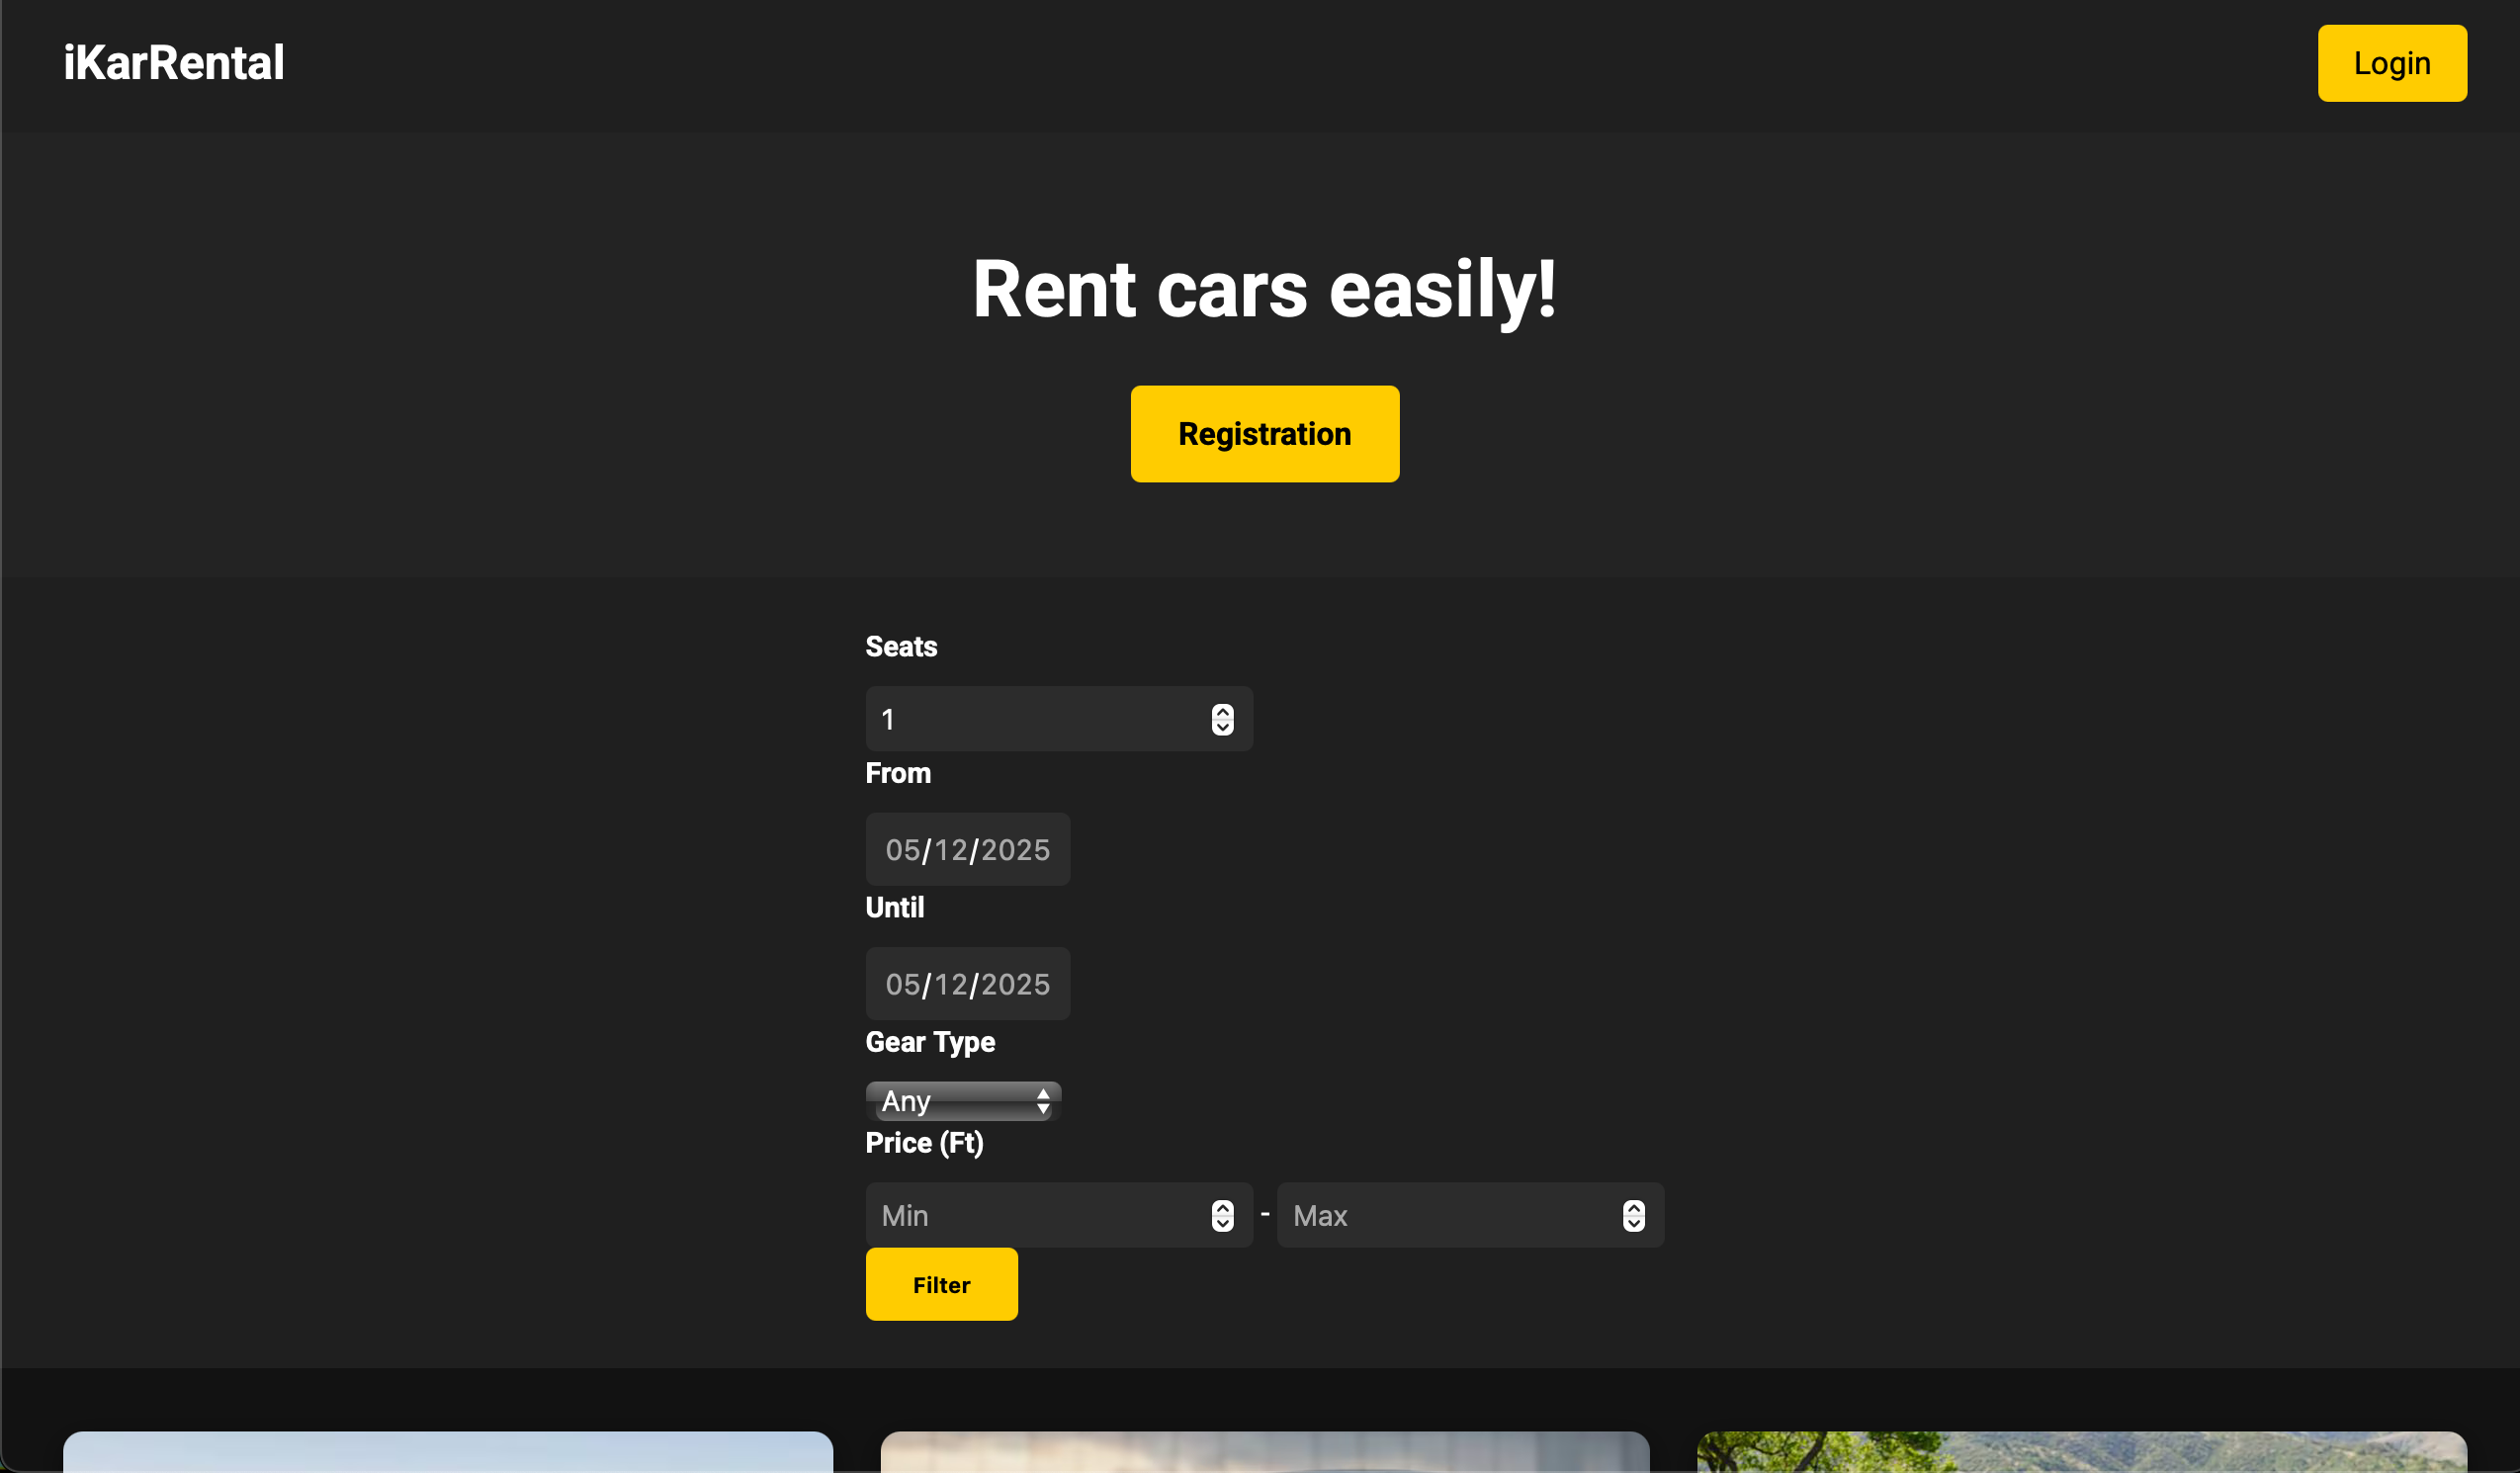 iKarRental
Login
Rent cars easily!
Registration
Seats
1
From
05/12/2025
Until
05/12/2025
Gear Type
Any
Price (Ft)
Min - Max
Filter